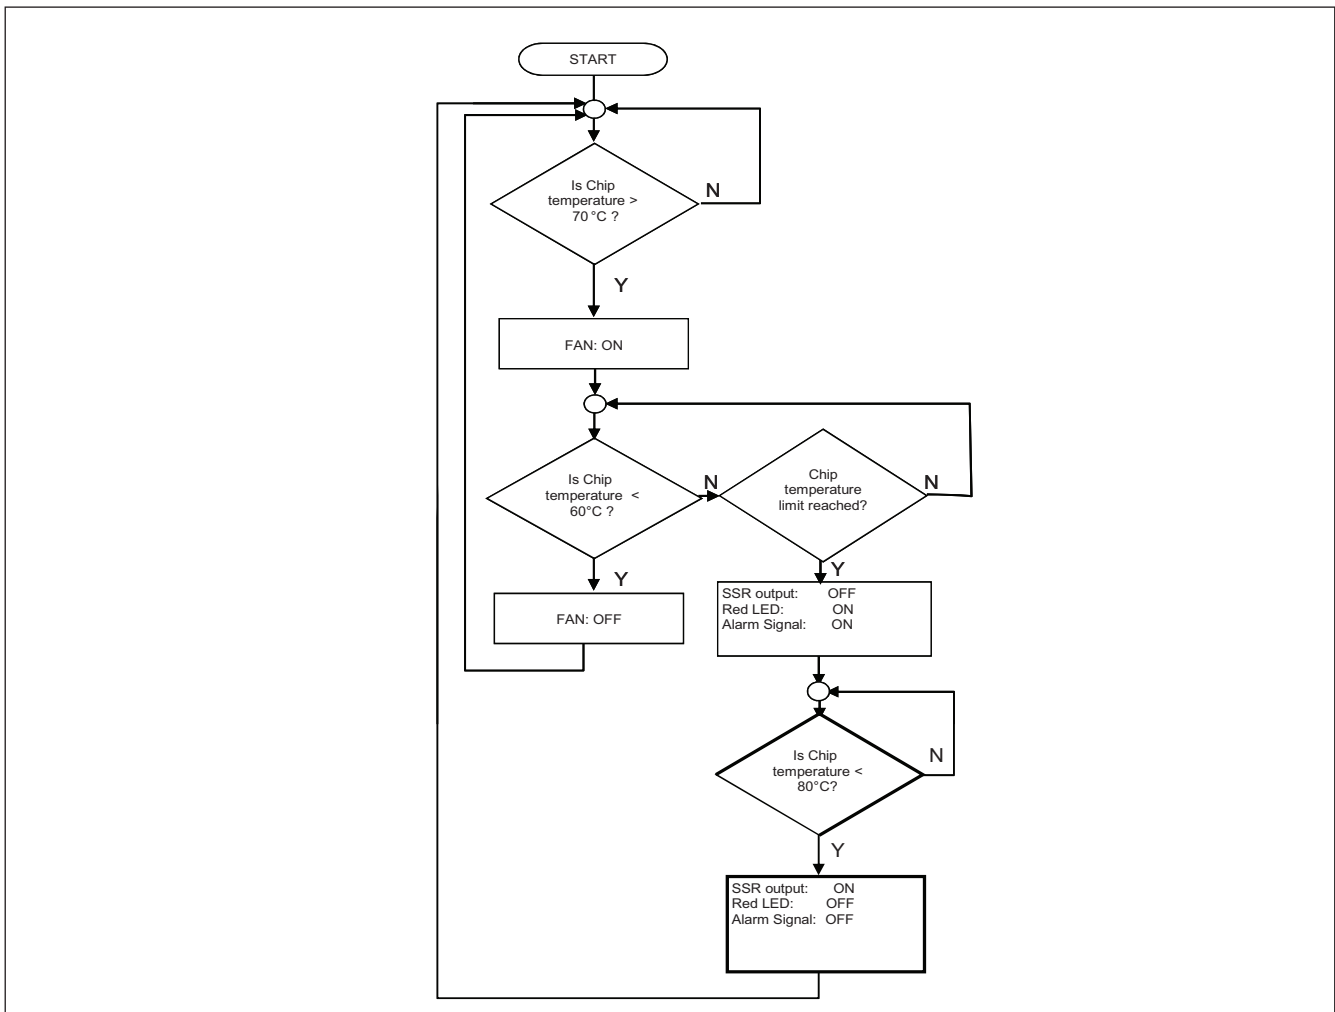 START
Is Chip
temperature >
70 °C ?
N
Y
FAN: ON
Is Chip
temperature <
60°C ?
N
Chip
temperature
limit reached?
N
Y
FAN: OFF
Y
SSR output: OFF
Red LED: ON
Alarm Signal: ON
Is Chip
temperature <
80°C?
N
Y
SSR output: ON
Red LED: OFF
Alarm Signal: OFF